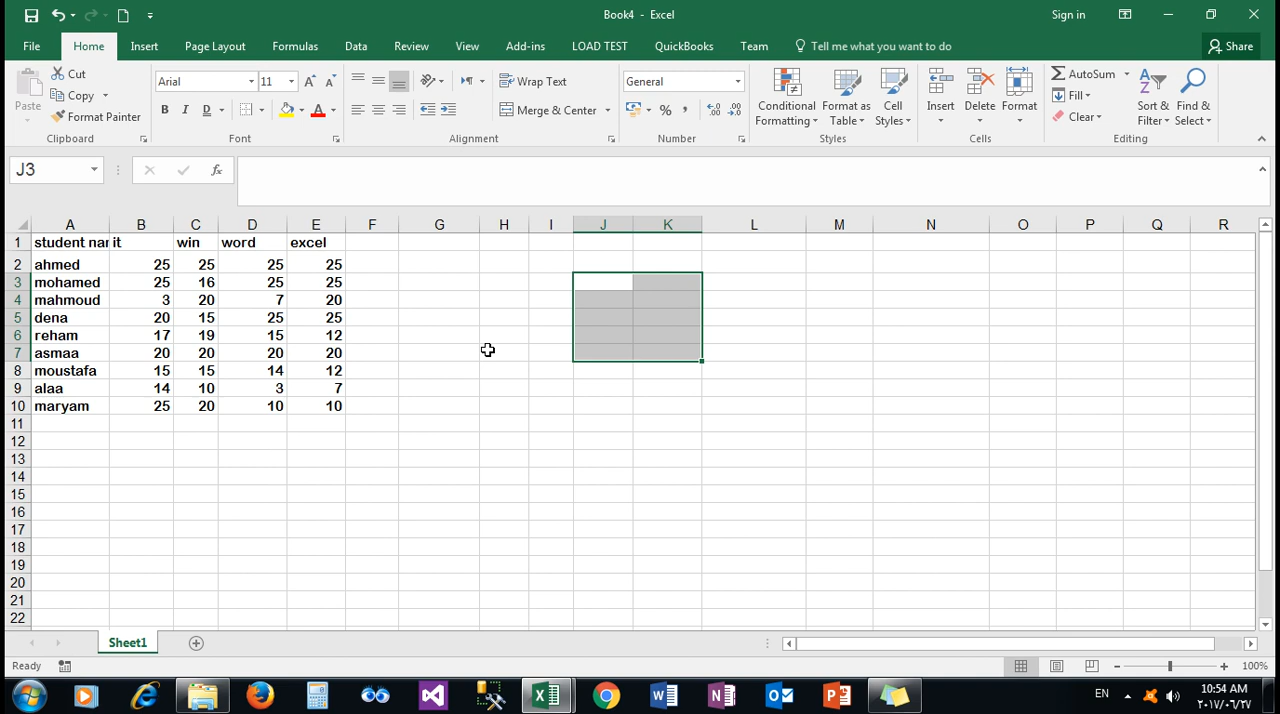 Book4 - Excel
Sign in
File Home Insert Page Layout Formulas Data Review View Add-ins LOAD TEST QuickBooks Team Tell me what you want to do Share
Paste
Cut
Copy
Format Painter
Clipboard
Arial 11
B I D
A
Font
Wrap Text
Merge & Center
Alignment
General
%
Number
Conditional Formatting
Format as Table
Cell Styles
Styles
Insert
Delete
Format
Cells
AutoSum
Fill
Clear
Sort & Filter
Find & Select
Editing
J3
fx
A B C D E F G H I J K L M N O P Q R
1 student nar it win word excel
2 ahmed 25 25 25 25
3 mohamed 25 16 25 25
4 mahmoud 3 20 7 20
5 dena 20 15 25 25
6 reham 17 19 15 12
7 asmaa 20 20 20 20
8 moustafa 15 15 14 12
9 alaa 14 10 3 7
10 maryam 25 20 10 10
11
12
13
14
15
16
17
18
19
20
21
22
Sheet1
Ready
100%
EN
10:54 AM
٢٠١٧/٠٦/٢٧